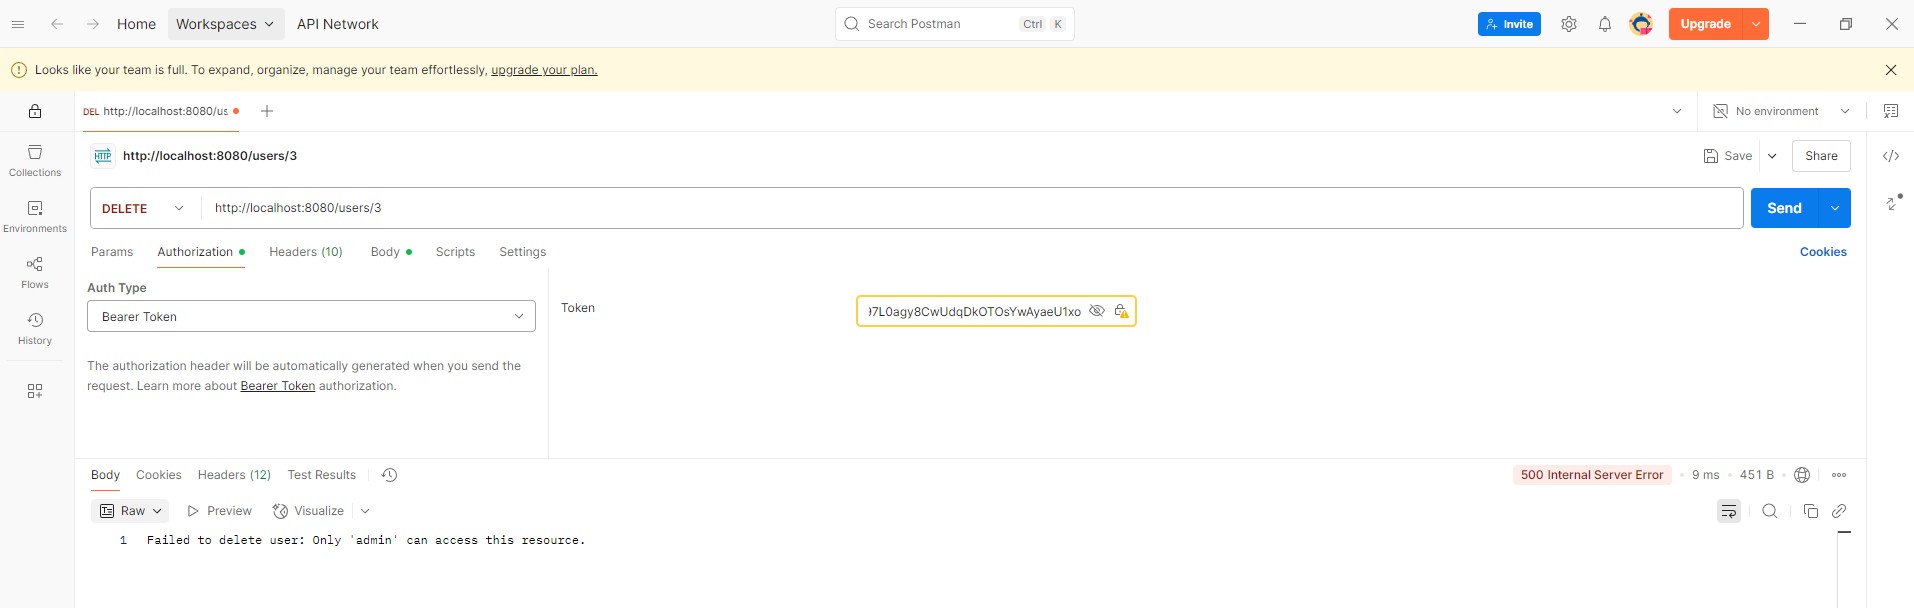 Home Workspaces API Network Search Postman Ctrl K Invite Upgrade
Looks like your team is full. To expand, organize, manage your team effortlessly, upgrade your plan.
DEL http://localhost:8080/us No environment
HTTP http://localhost:8080/users/3 Save Share
Collections
DELETE http://localhost:8080/users/3 Send
Environments
Params Authorization Headers (10) Body Scripts Settings Cookies
Flows
Auth Type
Token 7L0agy8CwUdqDkOTOsYwAyaeU1xo
Bearer Token
History
The authorization header will be automatically generated when you send the
request. Learn more about Bearer Token authorization.
Body Cookies Headers (12) Test Results 500 Internal Server Error 9 ms 451 B
Raw Preview Visualize
1 Failed to delete user: Only 'admin' can access this resource.